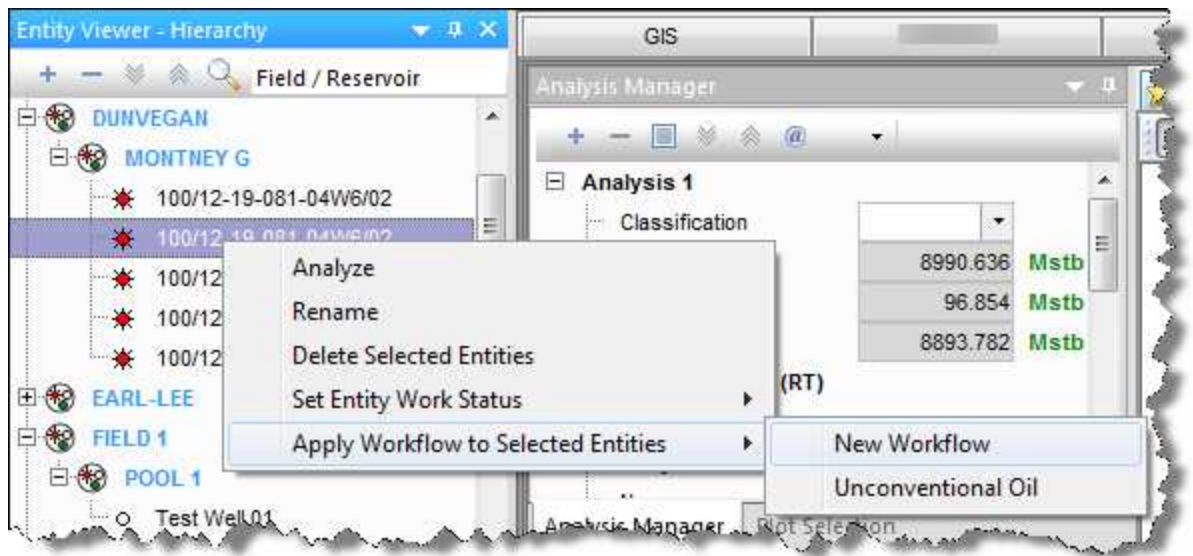 Entity Viewer - Hierarchy
Field / Reservoir
DUNVEGAN
MONTNEY G
100/12-19-081-04W6/02
100/12-19-081-04W6/02
100/12
100/12
100/12
EARL-LEE
FIELD 1
POOL 1
Test Well 01
Analyze
Rename
Delete Selected Entities
Set Entity Work Status
Apply Workflow to Selected Entities
New Workflow
Unconventional Oil
GIS
Analysis Manager
@
Analysis 1
Classification
8990.636 Mstb
96.854 Mstb
8893.782 Mstb
(RT)
Analysis Manager
Plot Selection